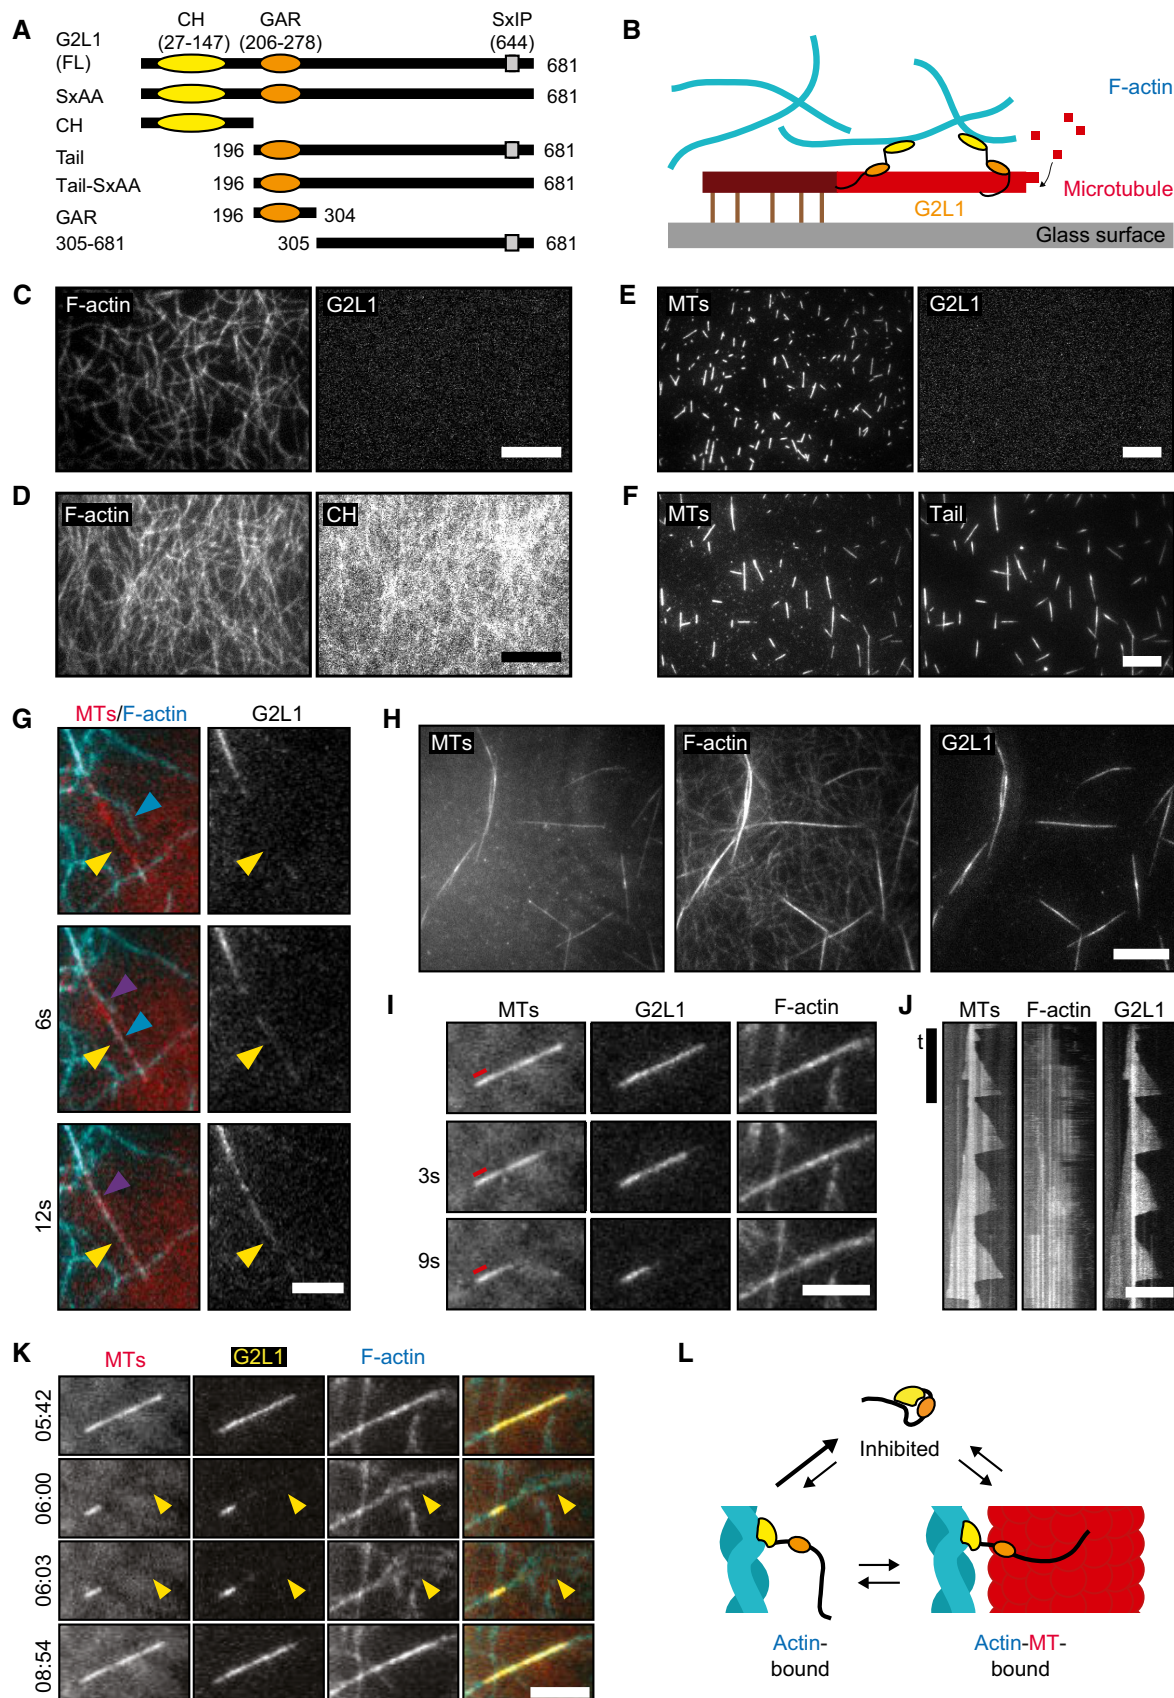 A
CH GAR SxIP
G2L1 (27-147) (206-278) (644)
(FL) 681
SxAA 681
CH
Tail 196 681
Tail-SxAA 196 681
GAR 196 304
305-681 305 681
B
F-actin
Microtubule
G2L1
Glass surface
C
F-actin G2L1
D
F-actin CH
E
MTs G2L1
F
MTs Tail
G
MTs/F-actin G2L1
6s
12s
H
MTs F-actin G2L1
I
MTs G2L1 F-actin
3s
9s
J
MTs F-actin G2L1
t
K
MTs G2L1 F-actin
05:42
06:00
06:03
08:54
L
Inhibited
Actin- Actin-MT-
bound bound